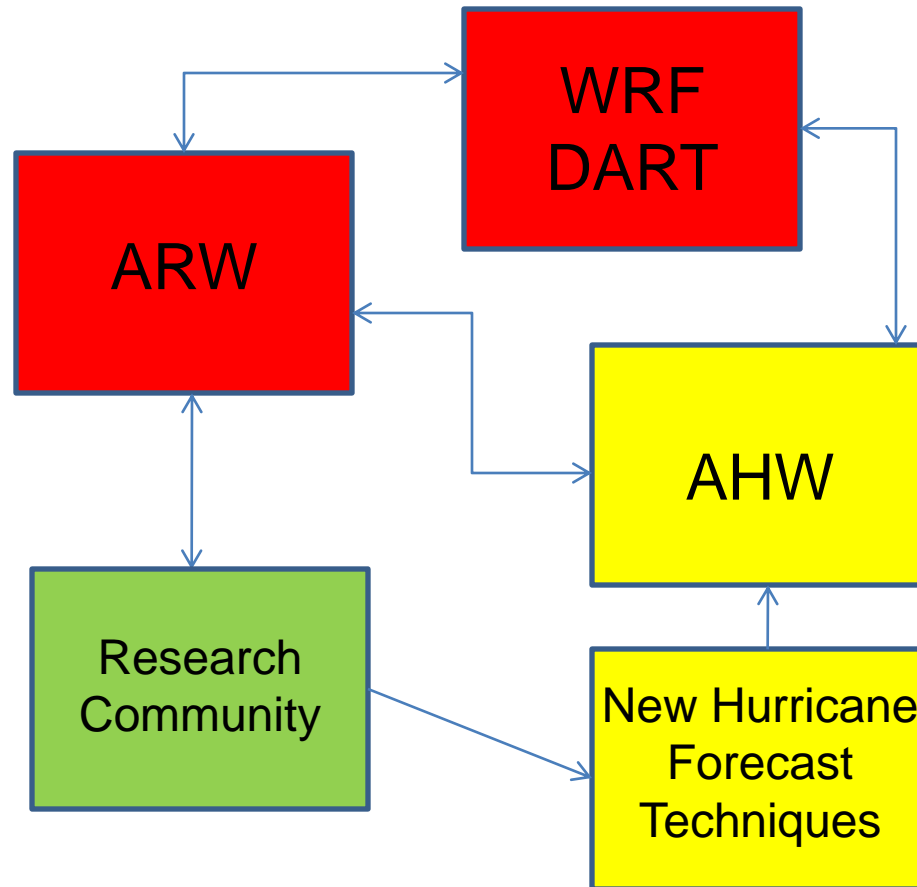 WRF
DART
ARW
AHW
Research
Community
New Hurricane
Forecast
Techniques